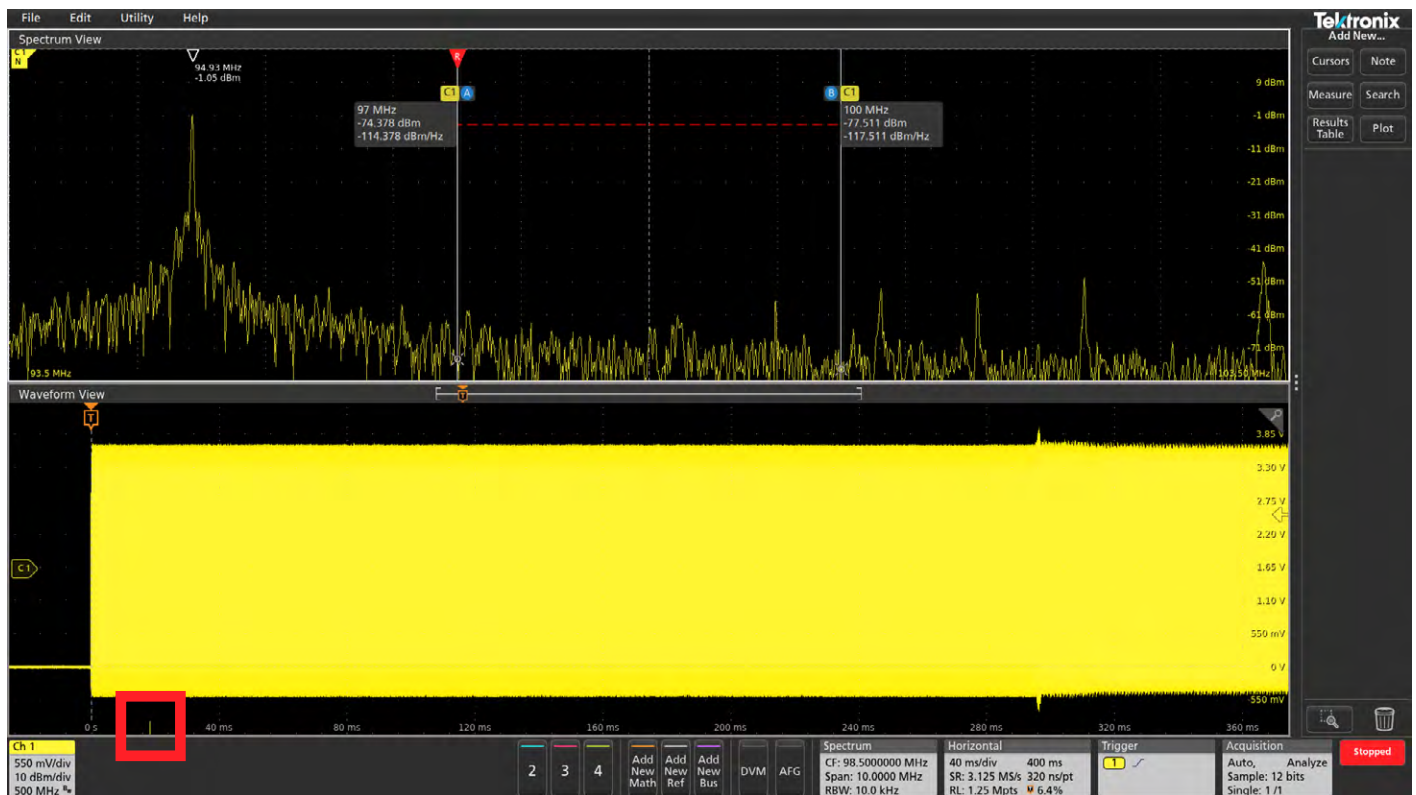 File Edit Utility Help
Tektronix
Add New...
Spectrum View
C1
N
94.93 MHz
-1.05 dBm
R
C1 A
B C1
97 MHz
-74.378 dBm
-114.378 dBm/Hz
100 MHz
-77.511 dBm
-117.511 dBm/Hz
9 dBm
-1 dBm
-11 dBm
-21 dBm
-31 dBm
-41 dBm
-51 dBm
-61 dBm
-71 dBm
93.5 MHz
103.50 MHz
Cursors Note
Measure Search
Results Table Plot
Waveform View
T
T
3.85 V
3.30 V
2.75 V
2.20 V
1.65 V
1.10 V
550 mV
0 V
-550 mV
C1
0 s 40 ms 80 ms 120 ms 160 ms 200 ms 240 ms 280 ms 320 ms 360 ms
Ch 1
550 mV/div
10 dBm/div
500 MHz
2 3 4
Add New Math
Add New Ref
Add New Bus
DVM AFG
Spectrum
CF: 98.5000000 MHz
Span: 10.0000 MHz
RBW: 10.0 kHz
Horizontal
40 ms/div 400 ms
SR: 3.125 MS/s 320 ns/pt
RL: 1.25 Mpts 6.4%
Trigger
1
Acquisition
Auto, Analyze
Sample: 12 bits
Single: 1 /1
Stopped